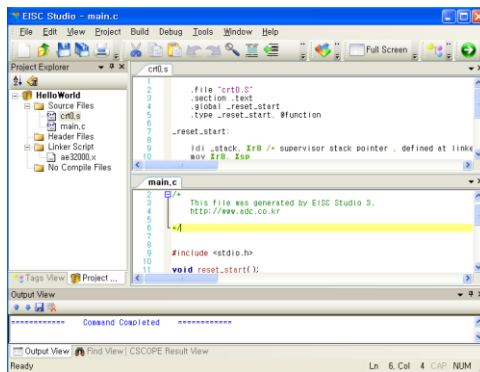 EISC Studio - main.c
File Edit View Project Build Debug Tools Window Help
Full Screen
Project Explorer
HelloWorld
Source Files
crt0,s
main,c
Header Files
Linker Script
ae32000,x
No Compile Files
Tags View Project ...
crt0,s
1
2 .file "crt0.S"
3 .section .text
4 .global _reset_start
5 .type _reset_start, @function
6
7 _reset_start:
8
9 ldi _stack, %r8 /* supervisor stack pointer , defined at linke
10 mov %r8, %sp
main,c
2 /*
3 This file was generated by EISC Studio 3.
4 http://www.adc.co.kr
5
6 */
7
8
9 #include <stdio.h>
10
11 void reset_start();
Output View
============ Command Completed ============
Output View Find View CSCOPE Result View
Ready Ln 6, Col 4 CAP NUM